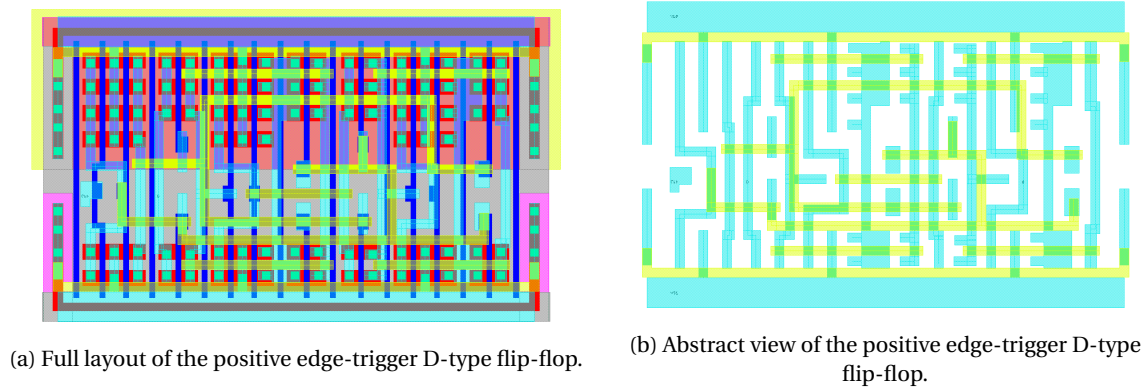 (a) Full layout of the positive edge-trigger D-type flip-flop.
(b) Abstract view of the positive edge-trigger D-type
flip-flop.